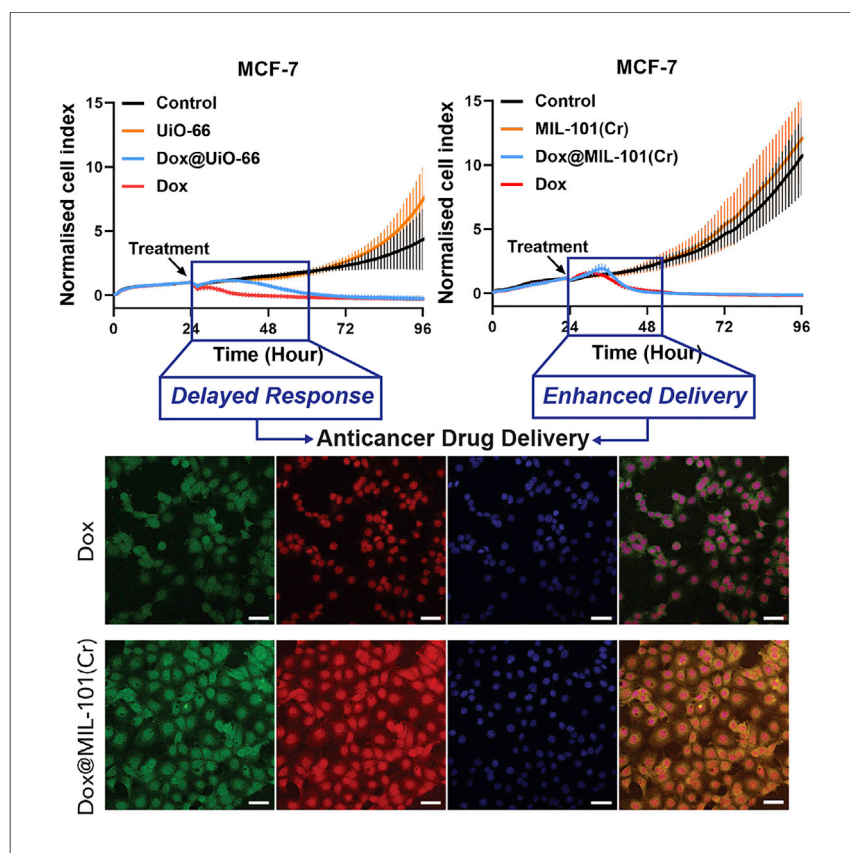 MCF-7
Normalised cell index
15
10
5
0
Control
UiO-66
Dox@UiO-66
Dox
Treatment
0
24
48
72
96
Time (Hour)
Delayed Response
MCF-7
Normalised cell index
15
10
5
0
Control
MIL-101(Cr)
Dox@MIL-101(Cr)
Dox
Treatment
0
24
48
72
96
Time (Hour)
Enhanced Delivery
Anticancer Drug Delivery
Dox
Dox@MIL-101(Cr)